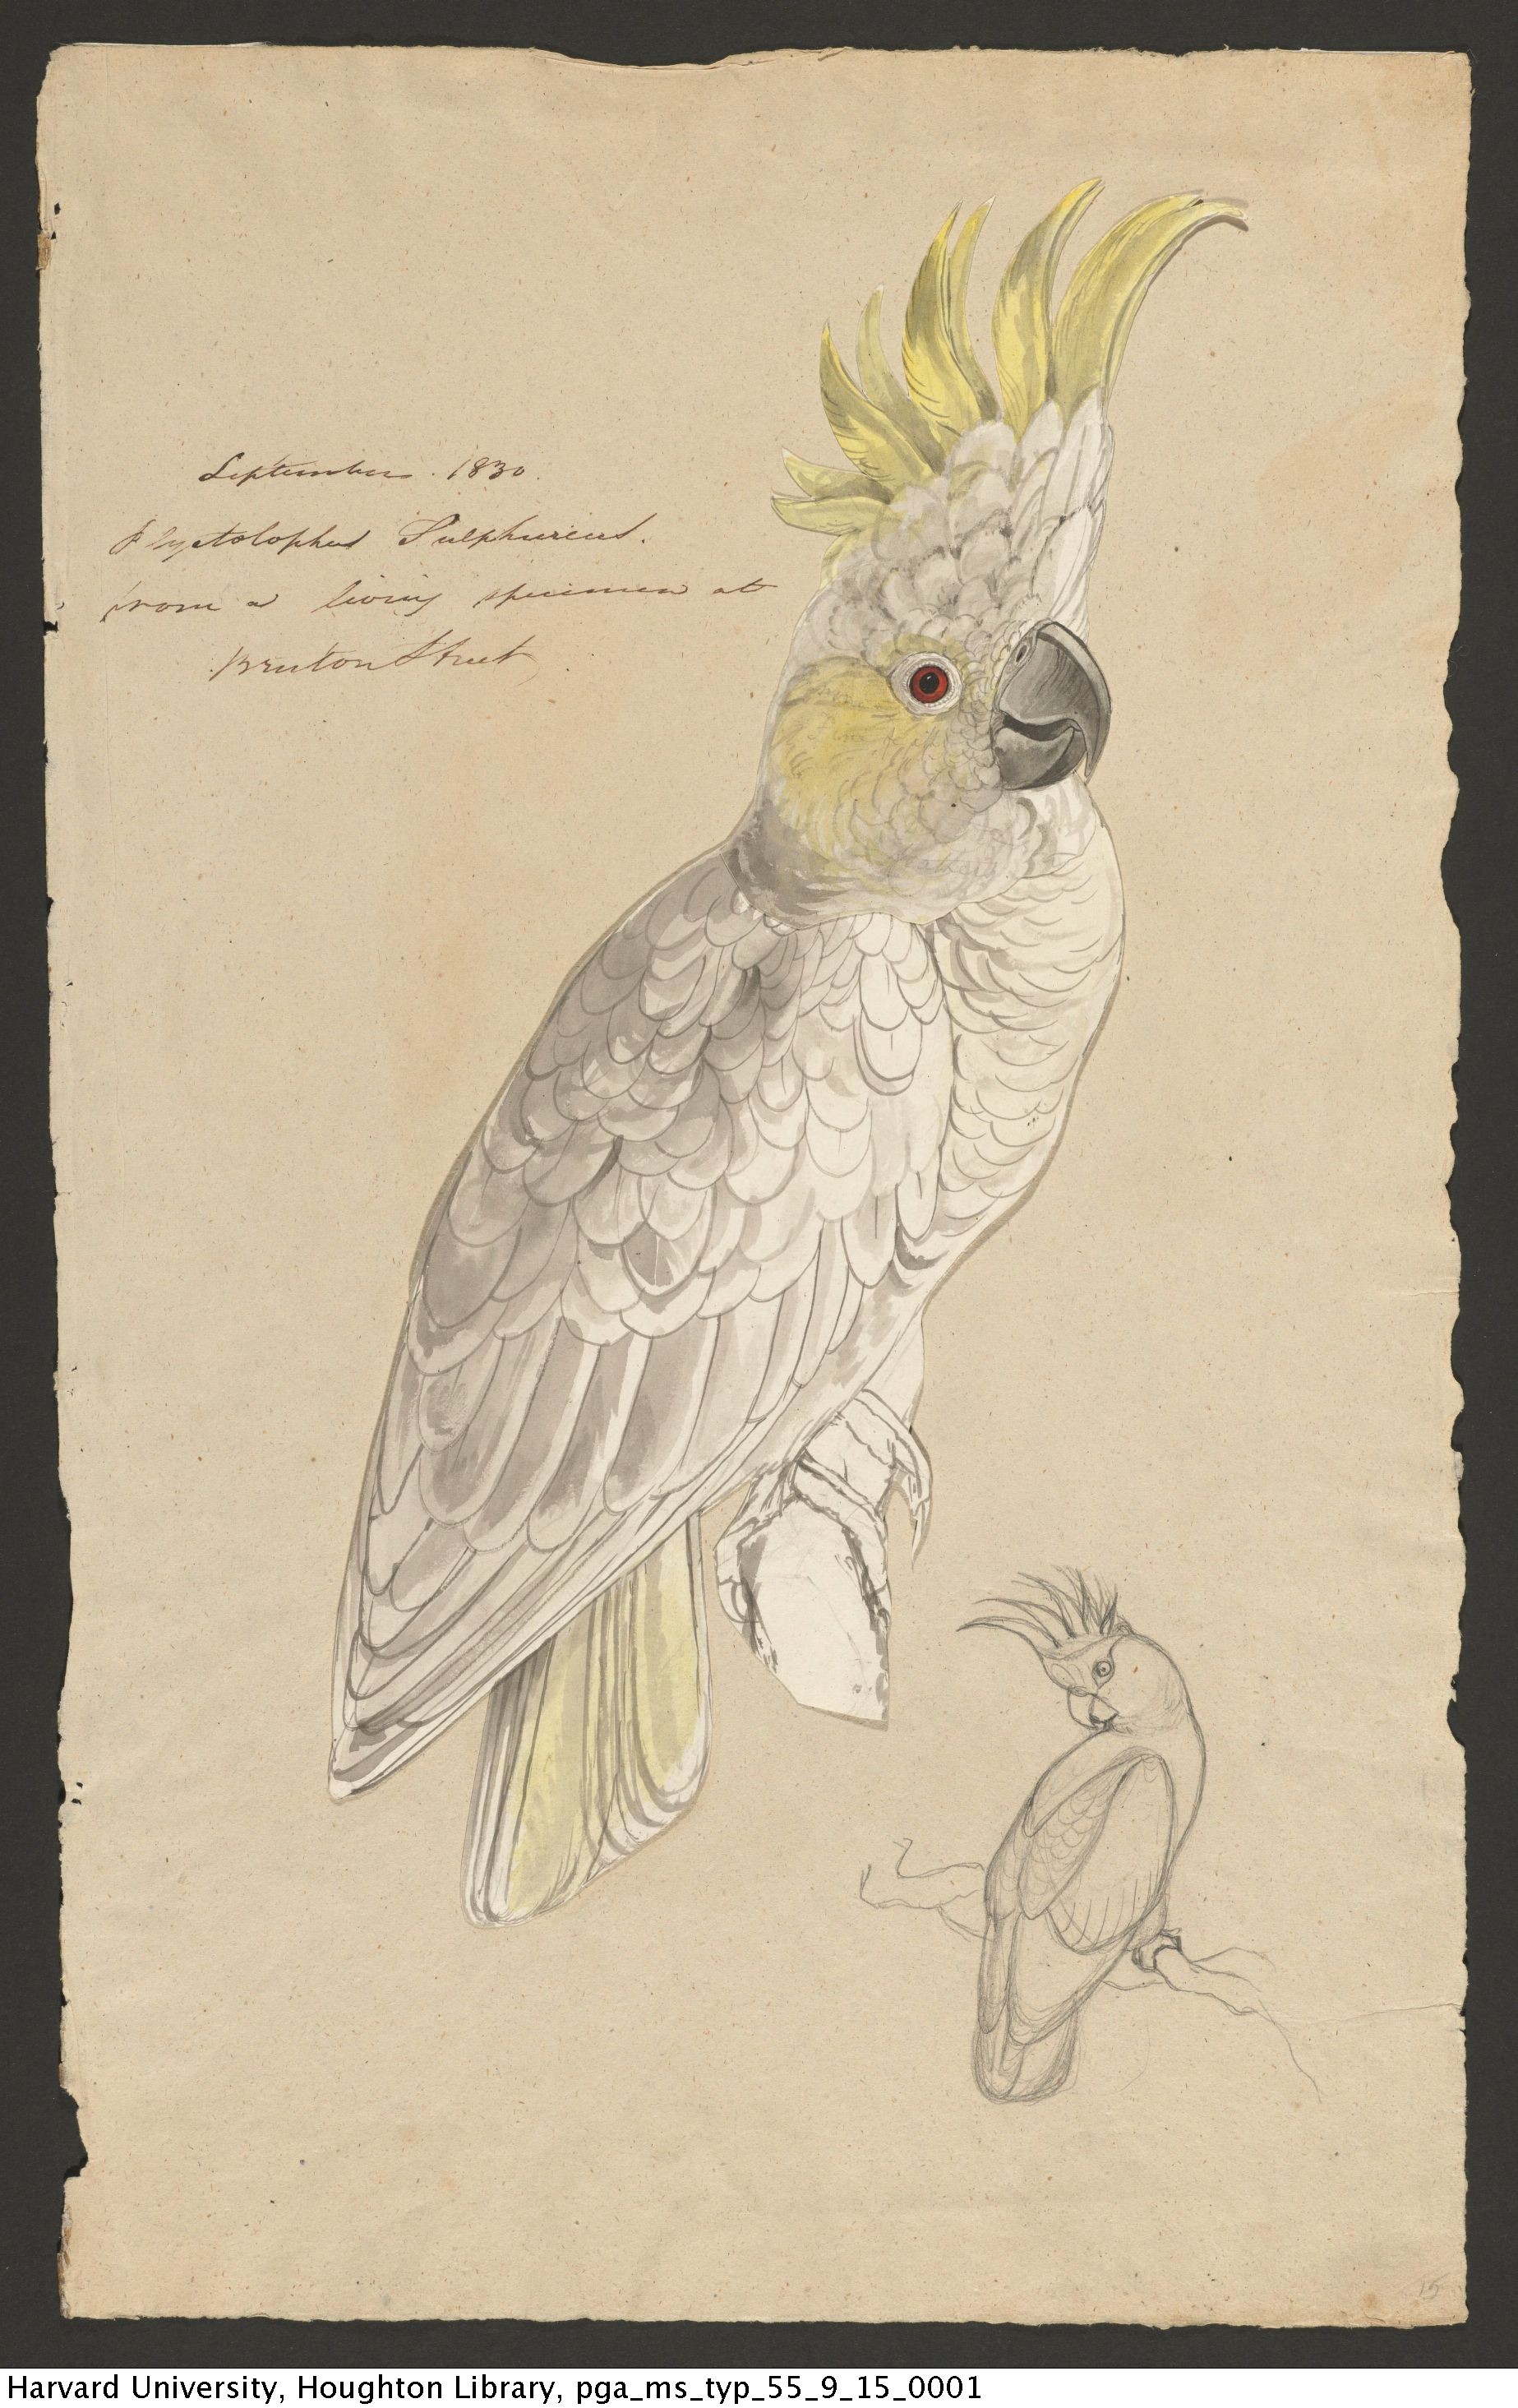 September. 1830.
Plyctolophus Sulphureus.
from a living specimen at
Bruton Street
15
Harvard University, Houghton Library, pga_ms_typ_55_9_15_0001